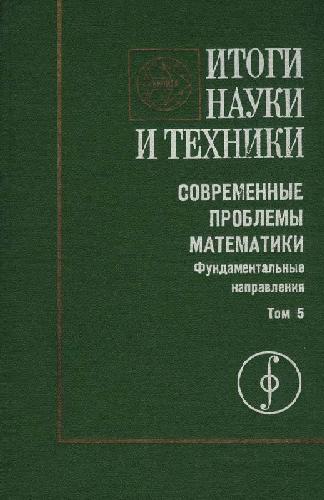 ИТОГИ
НАУКИ
И ТЕХНИКИ
СОВРЕМЕННЫЕ
ПРОБЛЕМЫ
МАТЕМАТИКИ
Фундаментальные
направления
Том 5